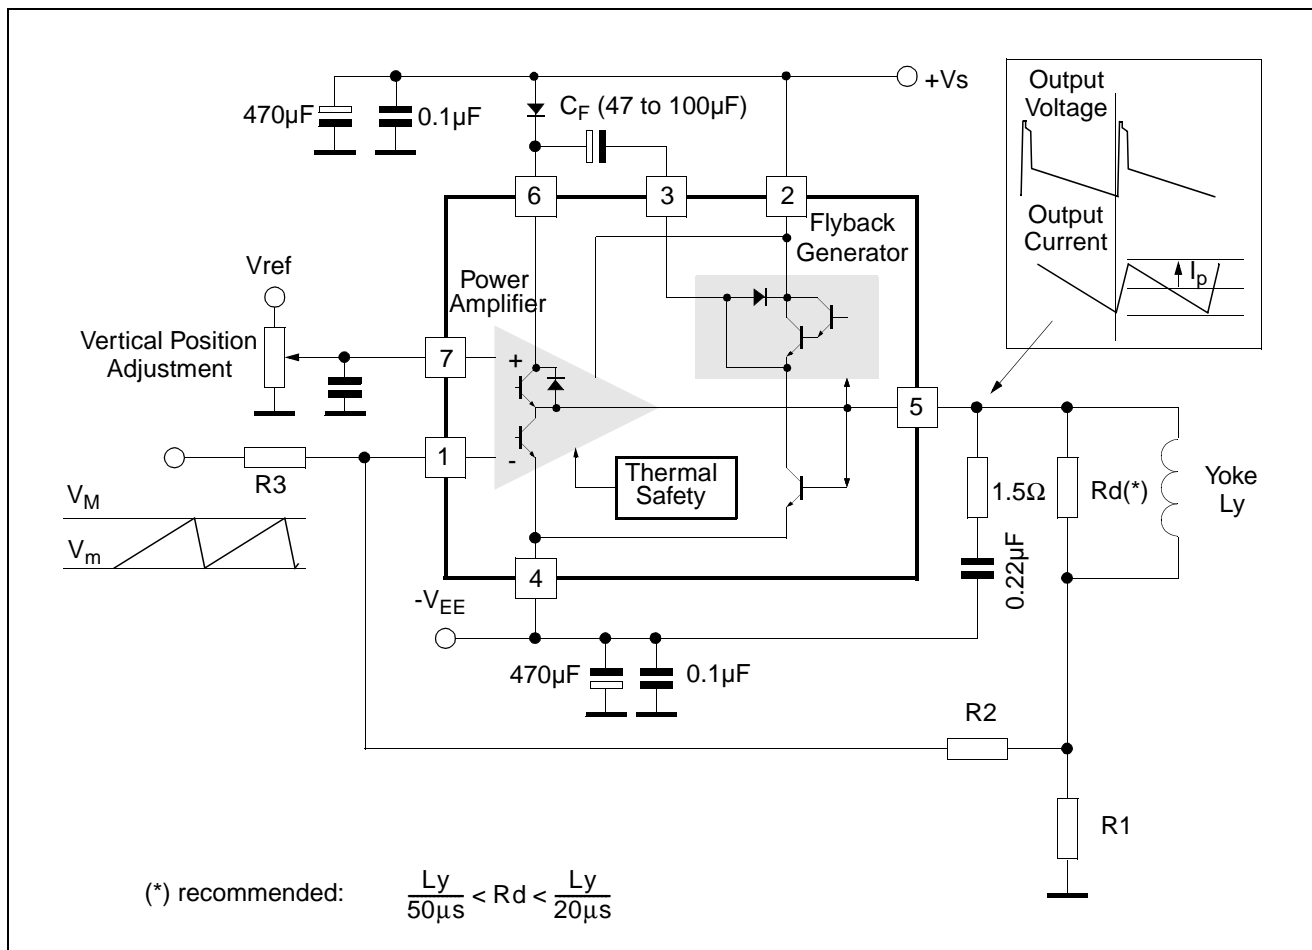 +Vs
470µF
0.1µF
C_F (47 to 100µF)
Output
Voltage
Output
Current
I_p
6
3
2
Flyback
Generator
Power
Amplifier
Vref
Vertical Position
Adjustment
7
+
5
1
-
R3
Thermal
Safety
V_M
V_m
1.5Ω
Rd(*)
Yoke
Ly
0.22µF
4
-V_EE
470µF
0.1µF
R2
R1
(*) recommended: Ly/50µs < Rd < Ly/20µs